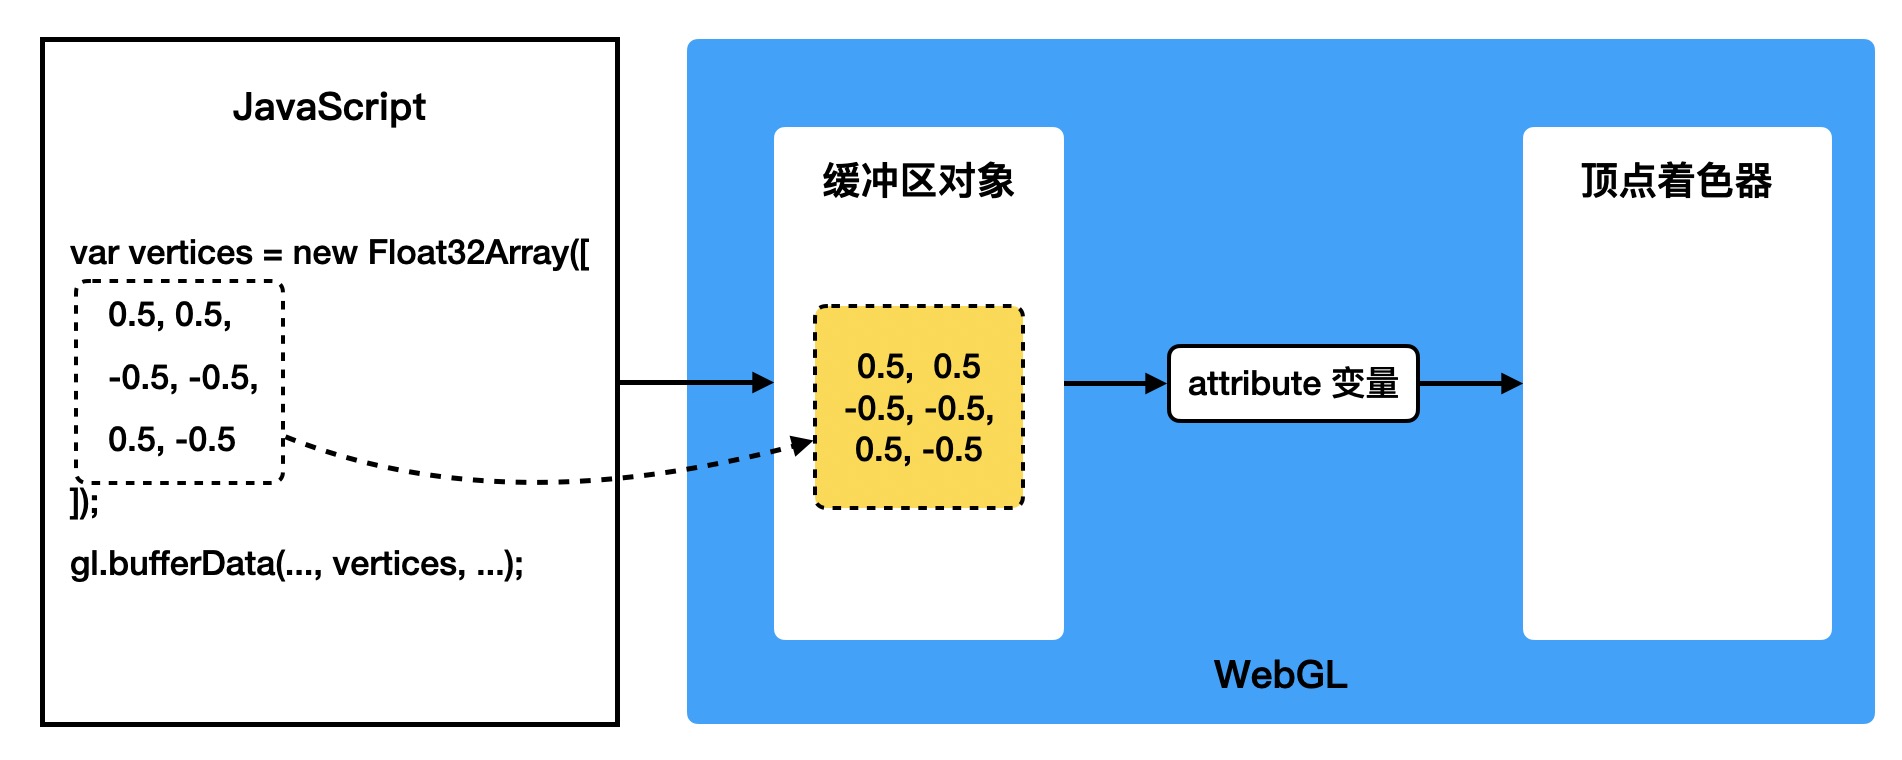 JavaScript
var vertices = new Float32Array([
0.5, 0.5,
-0.5, -0.5,
0.5, -0.5
]);
gl.bufferData(..., vertices, ...);
缓冲区对象
0.5, 0.5
-0.5, -0.5,
0.5, -0.5
attribute 变量
顶点着色器
WebGL